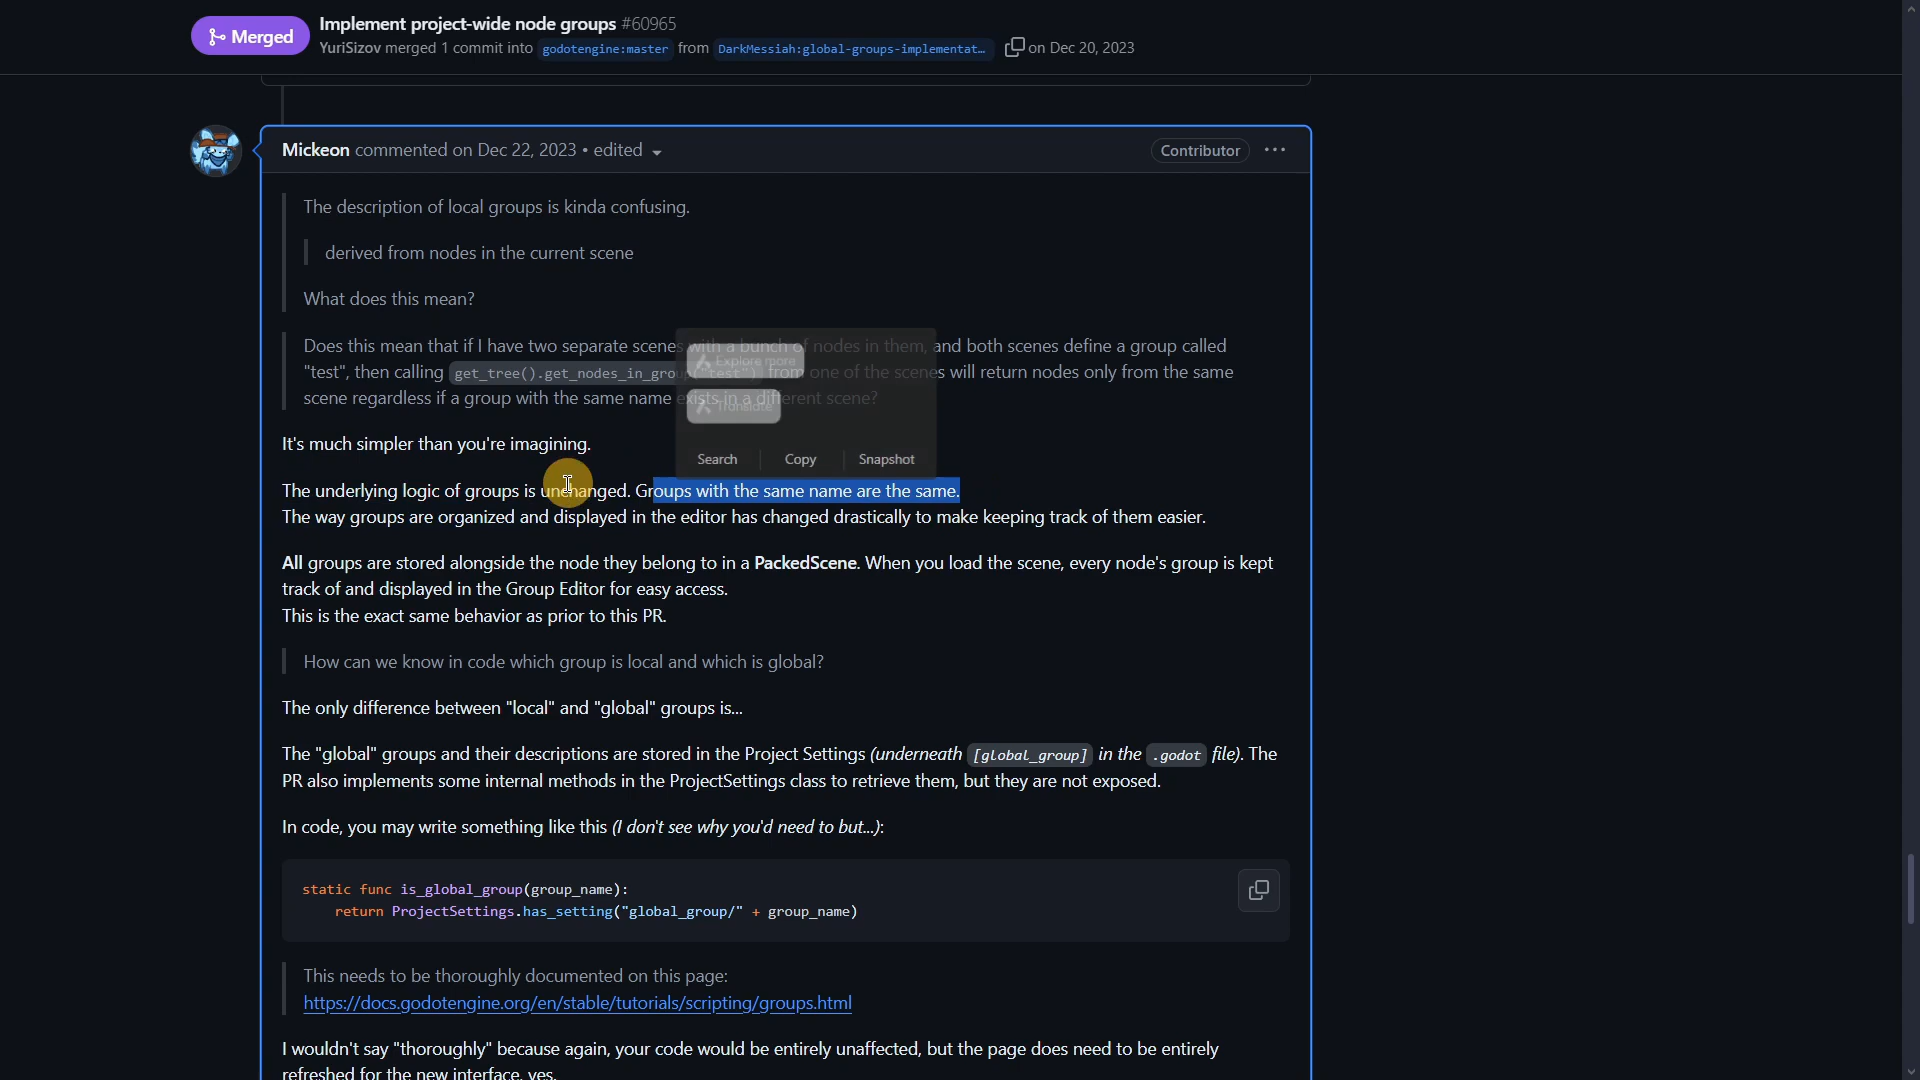 Merged
Implement project-wide node groups #60965
YuriSizov merged 1 commit into godotengine:master from DarkMessiah:global-groups-implementat… on Dec 20, 2023
Mickeon commented on Dec 22, 2023 • edited
Contributor
The description of local groups is kinda confusing.
derived from nodes in the current scene
What does this mean?
Does this mean that if I have two separate scenes with a bunch of nodes in them, and both scenes define a group called
"test", then calling get_tree().get_nodes_in_group("test") from one of the scenes will return nodes only from the same
scene regardless if a group with the same name exists in a different scene?
Explore more
Translate
Search
Copy
Snapshot
It's much simpler than you're imagining.
The underlying logic of groups is unchanged. Groups with the same name are the same.
The way groups are organized and displayed in the editor has changed drastically to make keeping track of them easier.
All groups are stored alongside the node they belong to in a PackedScene. When you load the scene, every node's group is kept
track of and displayed in the Group Editor for easy access.
This is the exact same behavior as prior to this PR.
How can we know in code which group is local and which is global?
The only difference between "local" and "global" groups is...
The "global" groups and their descriptions are stored in the Project Settings (underneath [global_group] in the .godot file). The
PR also implements some internal methods in the ProjectSettings class to retrieve them, but they are not exposed.
In code, you may write something like this (I don't see why you'd need to but...):
static func is_global_group(group_name):
return ProjectSettings.has_setting("global_group/" + group_name)
This needs to be thoroughly documented on this page:
https://docs.godotengine.org/en/stable/tutorials/scripting/groups.html
I wouldn't say "thoroughly" because again, your code would be entirely unaffected, but the page does need to be entirely
refreshed for the new interface, yes.